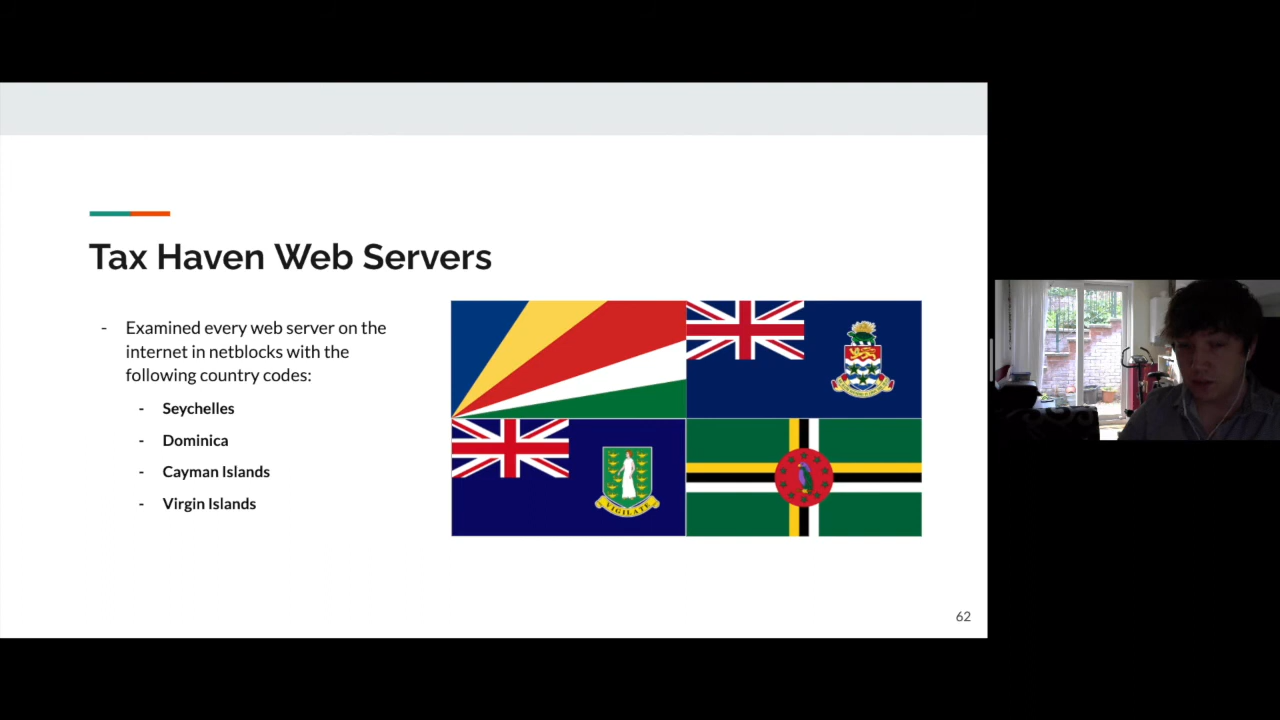 Tax Haven Web Servers
- Examined every web server on the
internet in netblocks with the
following country codes:
- Seychelles
- Dominica
- Cayman Islands
- Virgin Islands
VIGILATE
62